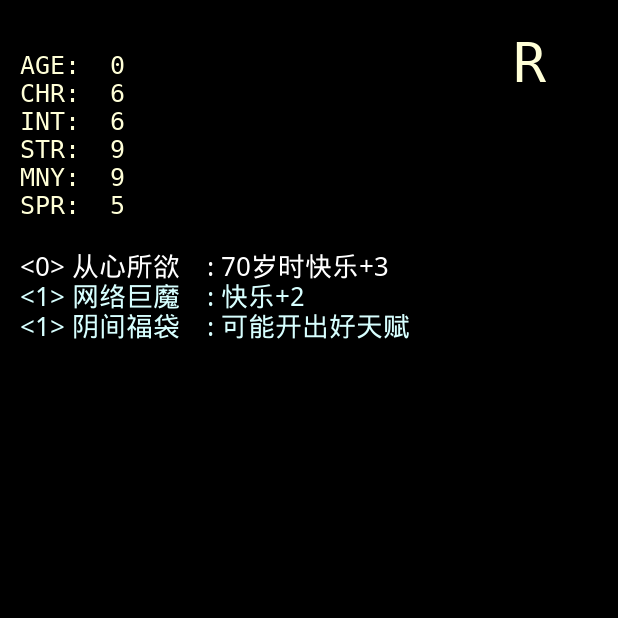 R
AGE: 0
CHR: 6
INT: 6
STR: 9
MNY: 9
SPR: 5
<0> 从心所欲 : 70岁时快乐+3
<1> 网络巨魔 : 快乐+2
<1> 阴间福袋 : 可能开出好天赋